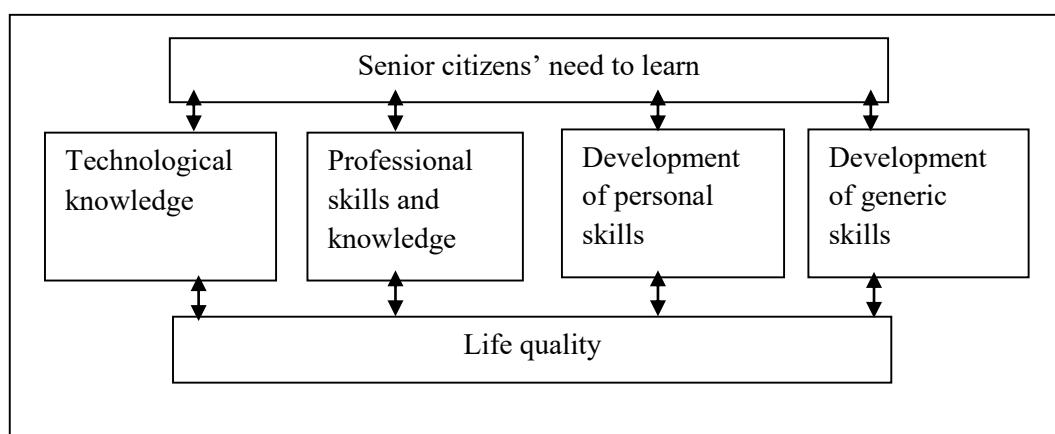 Senior citizens’ need to learn
Technological
knowledge
Professional
skills and
knowledge
Development
of personal
skills
Development
of generic
skills
Life quality